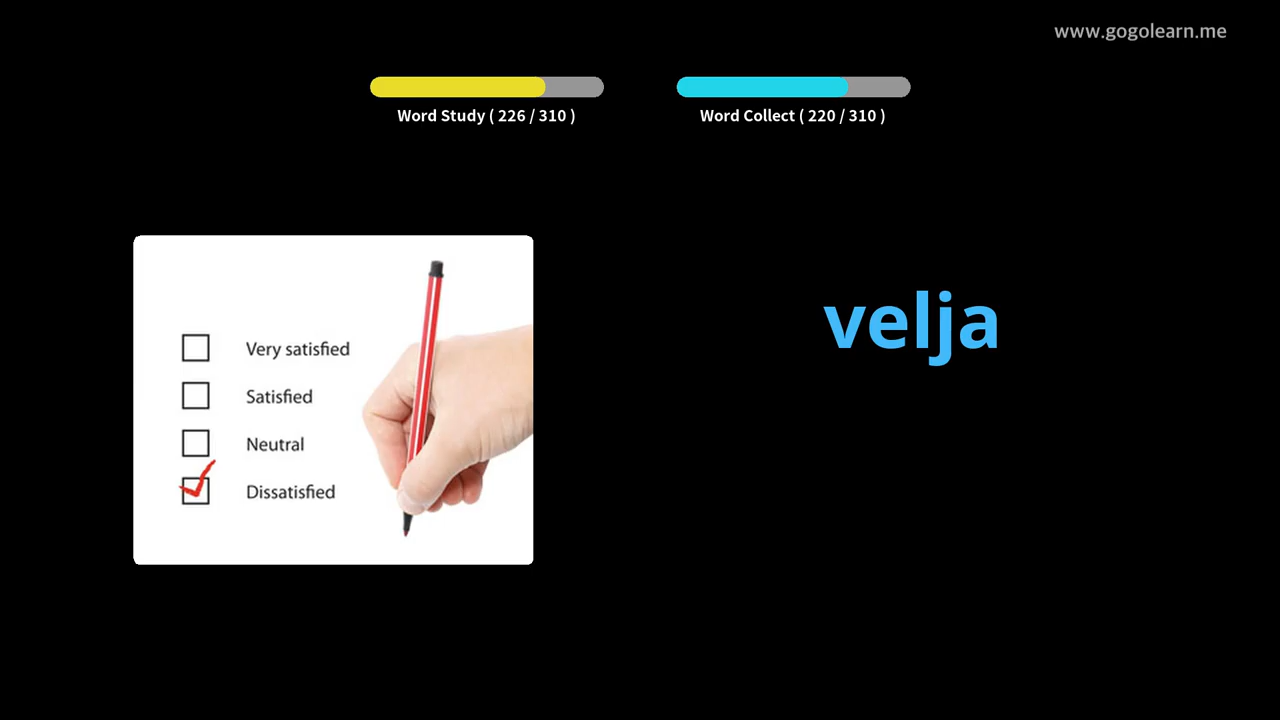 www.gogolearn.me
Word Study ( 226 / 310 )
Word Collect ( 220 / 310 )
velja
Very satisfied
Satisfied
Neutral
Dissatisfied